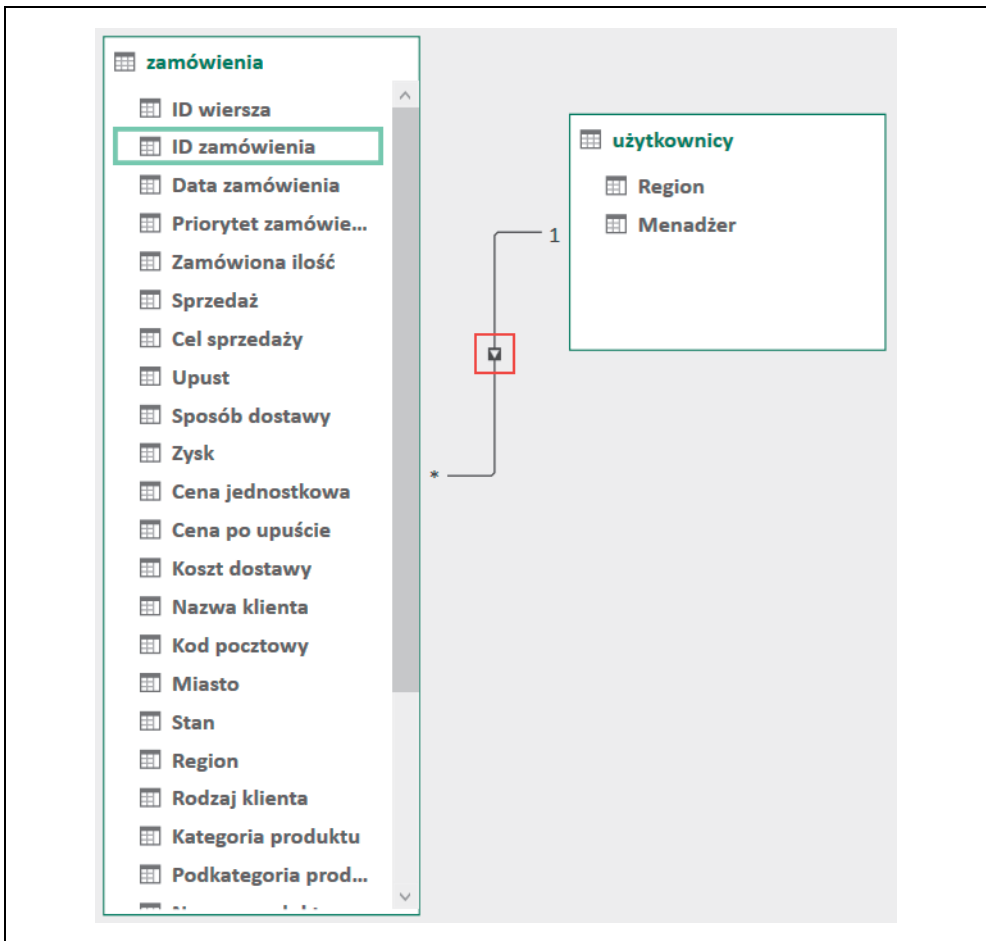 zamówienia
ID wiersza
ID zamówienia
Data zamówienia
Priorytet zamówie...
Zamówiona ilość
Sprzedaż
Cel sprzedaży
Upust
Sposób dostawy
Zysk
Cena jednostkowa
Cena po upuście
Koszt dostawy
Nazwa klienta
Kod pocztowy
Miasto
Stan
Region
Rodzaj klienta
Kategoria produktu
Podkategoria prod...
1
*
użytkownicy
Region
Menadżer